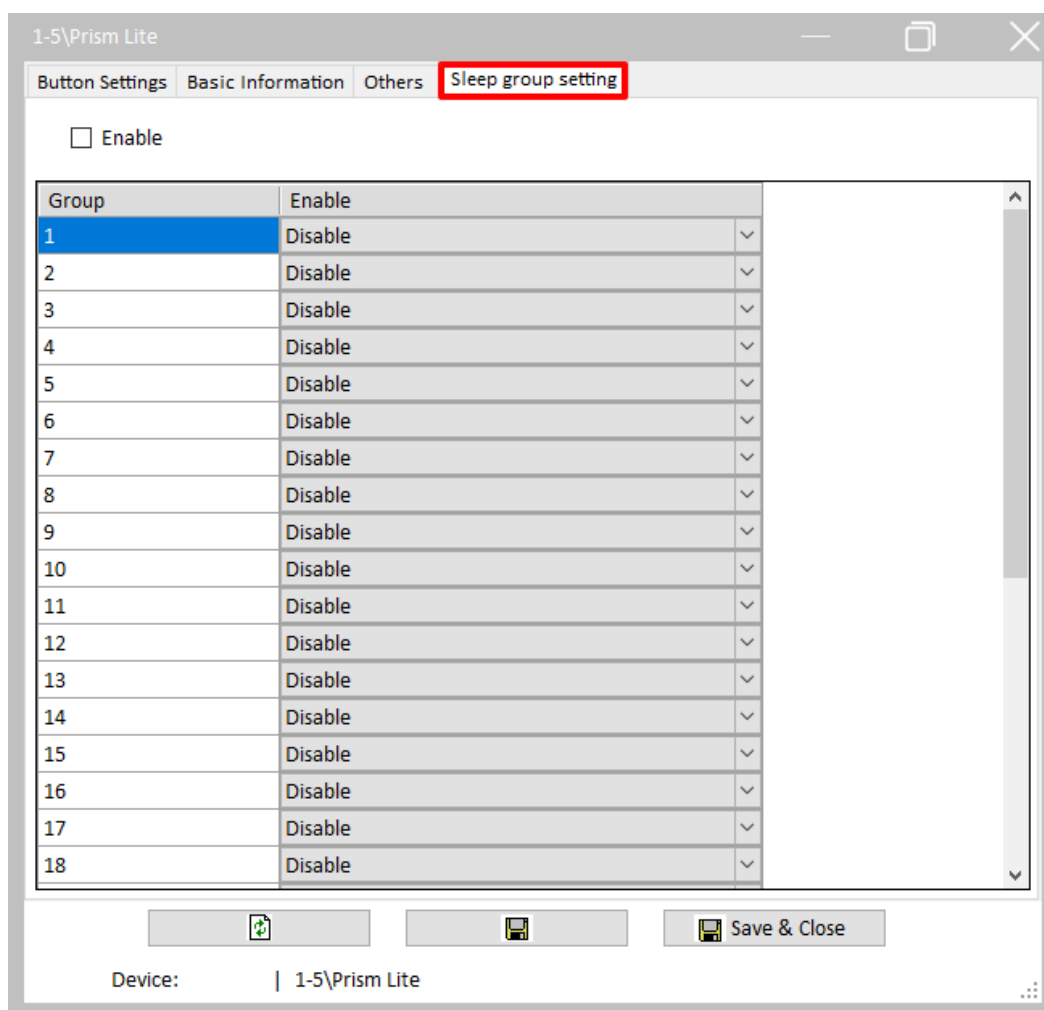 1-5\Prism Lite
Button Settings Basic Information Others Sleep group setting
Enable
Group Enable
1 Disable
2 Disable
3 Disable
4 Disable
5 Disable
6 Disable
7 Disable
8 Disable
9 Disable
10 Disable
11 Disable
12 Disable
13 Disable
14 Disable
15 Disable
16 Disable
17 Disable
18 Disable
Save & Close
Device: | 1-5\Prism Lite